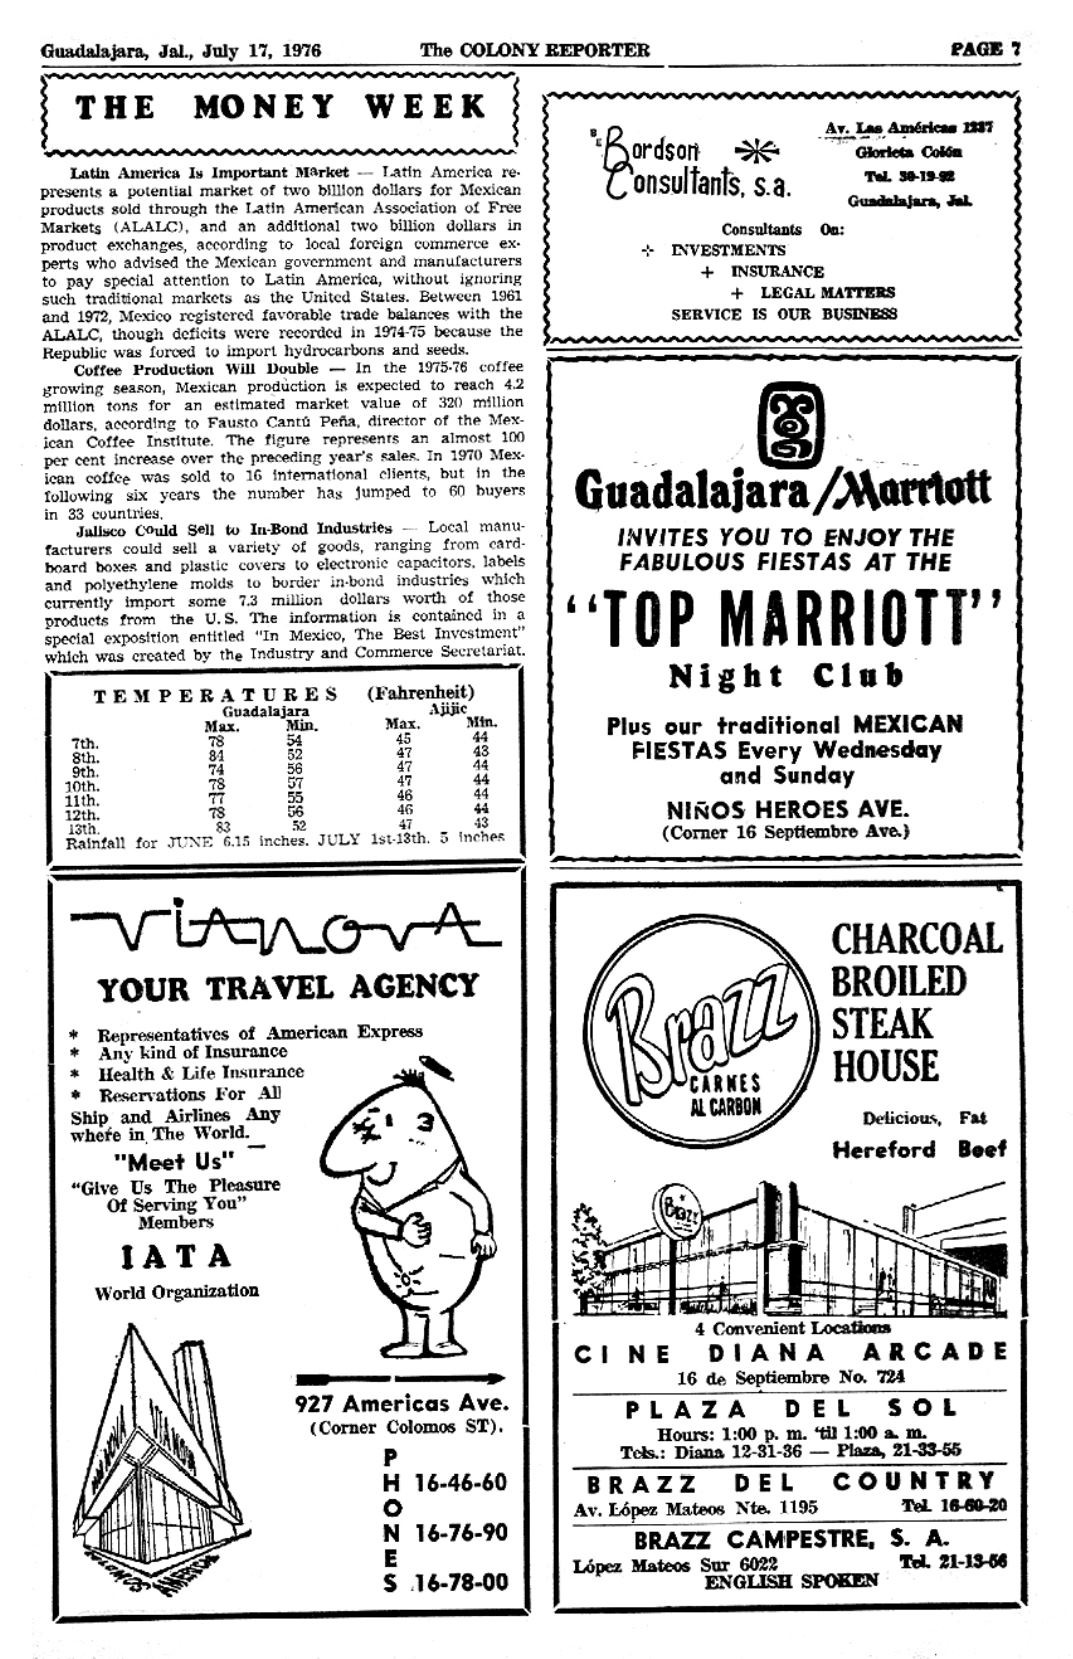 Guadalajara, Jal., July 17, 1976 The COLONY REPORTER PAGE 7
THE MONEY WEEK
Latin America Is Important Market — Latin America re-
presents a potential market of two billion dollars for Mexican
products sold through the Latin American Association of Free
Markets (ALALC), and an additional two billion dollars in
product exchanges, according to local foreign commerce ex-
perts who advised the Mexican government and manufacturers
to pay special attention to Latin America, without ignoring
such traditional markets as the United States. Between 1961
and 1972, Mexico registered favorable trade balances with the
ALALC, though deficits were recorded in 1974-75 because the
Republic was forced to import hydrocarbons and seeds.
Coffee Production Will Double — In the 1975-76 coffee
growing season, Mexican production is expected to reach 4.2
million tons for an estimated market value of 320 million
dollars, according to Fausto Cantú Peña, director of the Mex-
ican Coffee Institute. The figure represents an almost 100
per cent increase over the preceding year's sales. In 1970 Mex-
ican coffee was sold to 16 international clients, but in the
following six years the number has jumped to 60 buyers
in 33 countries.
Jalisco Could Sell to In-Bond Industries — Local manu-
facturers could sell a variety of goods, ranging from card-
board boxes and plastic covers to electronic capacitors, labels
and polyethylene molds to border in-bond industries which
currently import some 7.3 million dollars worth of those
products from the U.S. The information is contained in a
special exposition entitled "In Mexico, The Best Investment"
which was created by the Industry and Commerce Secretariat.
TEMPERATURES (Fahrenheit)
Guadalajara Ajijic
Max. Min. Max. Min.
7th. 78 54 45 44
8th. 84 52 47 43
9th. 74 56 47 44
10th. 78 57 47 44
11th. 77 55 46 44
12th. 78 56 46 44
13th. 83 52 47 43
Rainfall for JUNE 6.15 inches. JULY 1st-13th. 5 inches
VIANOVA
YOUR TRAVEL AGENCY
* Representatives of American Express
* Any kind of Insurance
* Health & Life Insurance
* Reservations For All
Ship and Airlines Any
where in The World.
"Meet Us"
"Give Us The Pleasure
Of Serving You"
Members
IATA
World Organization
VIA NOVA VIA NOVA
COLOMOS AMERICA
927 Americas Ave.
(Corner Colomos ST).
PHONES
16-46-60
16-76-90
16-78-00
B E Bordson
Consultants, s.a.
Av. Las Américas 1237
Glorieta Colón
Tel. 30-19-92
Guadalajara, Jal.
Consultants On:
+ INVESTMENTS
+ INSURANCE
+ LEGAL MATTERS
SERVICE IS OUR BUSINESS
Guadalajara/Marriott
INVITES YOU TO ENJOY THE
FABULOUS FIESTAS AT THE
"TOP MARRIOTT"
Night Club
Plus our traditional MEXICAN
FIESTAS Every Wednesday
and Sunday
NIÑOS HEROES AVE.
(Corner 16 Septiembre Ave.)
Brazz
CARNES
AL CARBON
CHARCOAL
BROILED
STEAK
HOUSE
Delicious, Fat
Hereford Beef
BRAZZ
4 Convenient Locations
CINE DIANA ARCADE
16 de Septiembre No. 724
PLAZA DEL SOL
Hours: 1:00 p. m. 'til 1:00 a. m.
Tels.: Diana 12-31-36 — Plaza, 21-33-55
BRAZZ DEL COUNTRY
Av. López Mateos Nte. 1195 Tel. 16-60-20
BRAZZ CAMPESTRE, S. A.
López Mateos Sur 6022 Tel. 21-13-56
ENGLISH SPOKEN